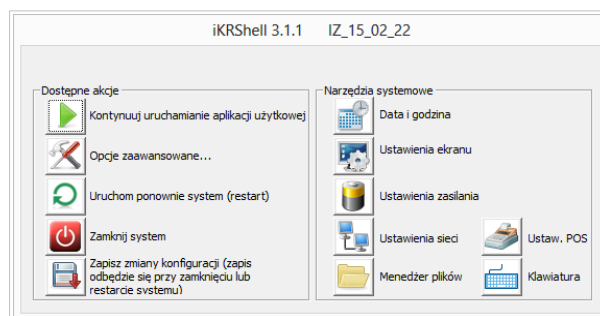 iKRShell 3.1.1 IZ_15_02_22
Dostępne akcje
Kontynuuj uruchamianie aplikacji użytkowej
Opcje zaawansowane...
Uruchom ponownie system (restart)
Zamknij system
Zapisz zmiany konfiguracji (zapis
odbędzie się przy zamknięciu lub
restarcie systemu)
Narzędzia systemowe
Data i godzina
Ustawienia ekranu
Ustawienia zasilania
Ustawienia sieci
Ustaw. POS
Menedżer plików
Klawiatura